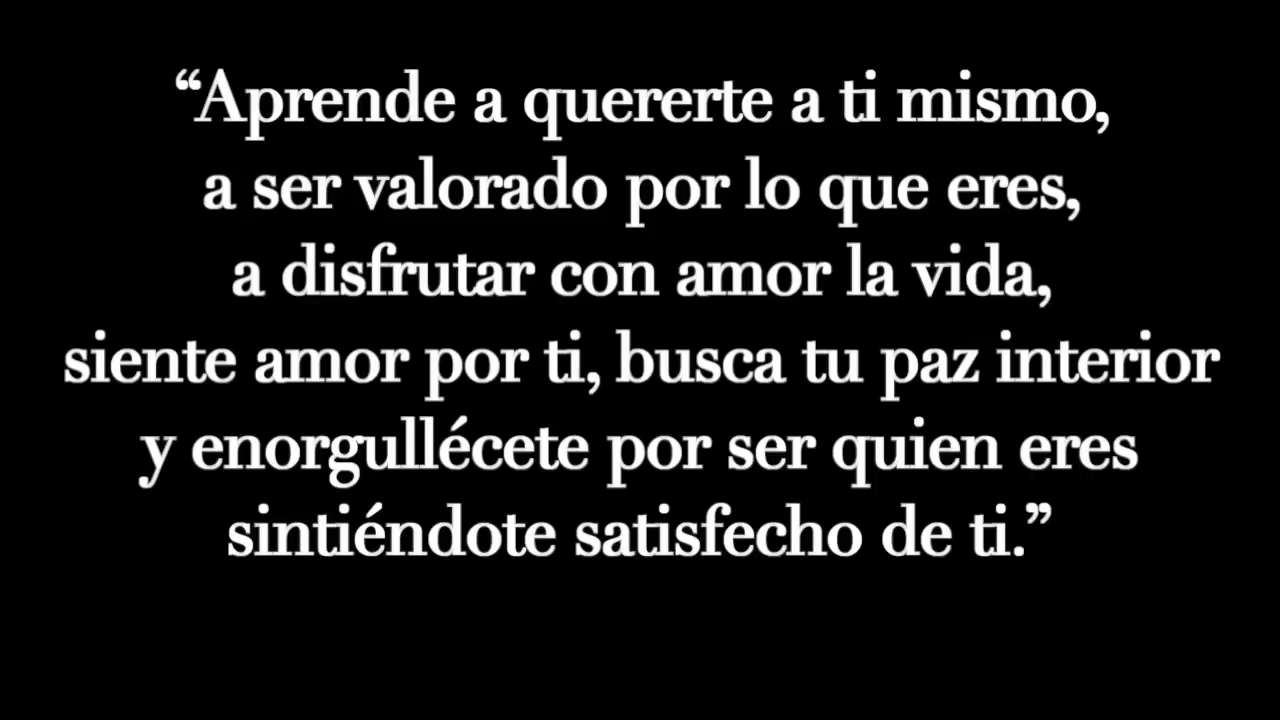 “Aprende a quererte a ti mismo,
a ser valorado por lo que eres,
a disfrutar con amor la vida,
siente amor por ti, busca tu paz interior
y enorgullécete por ser quien eres
sintiéndote satisfecho de ti.”